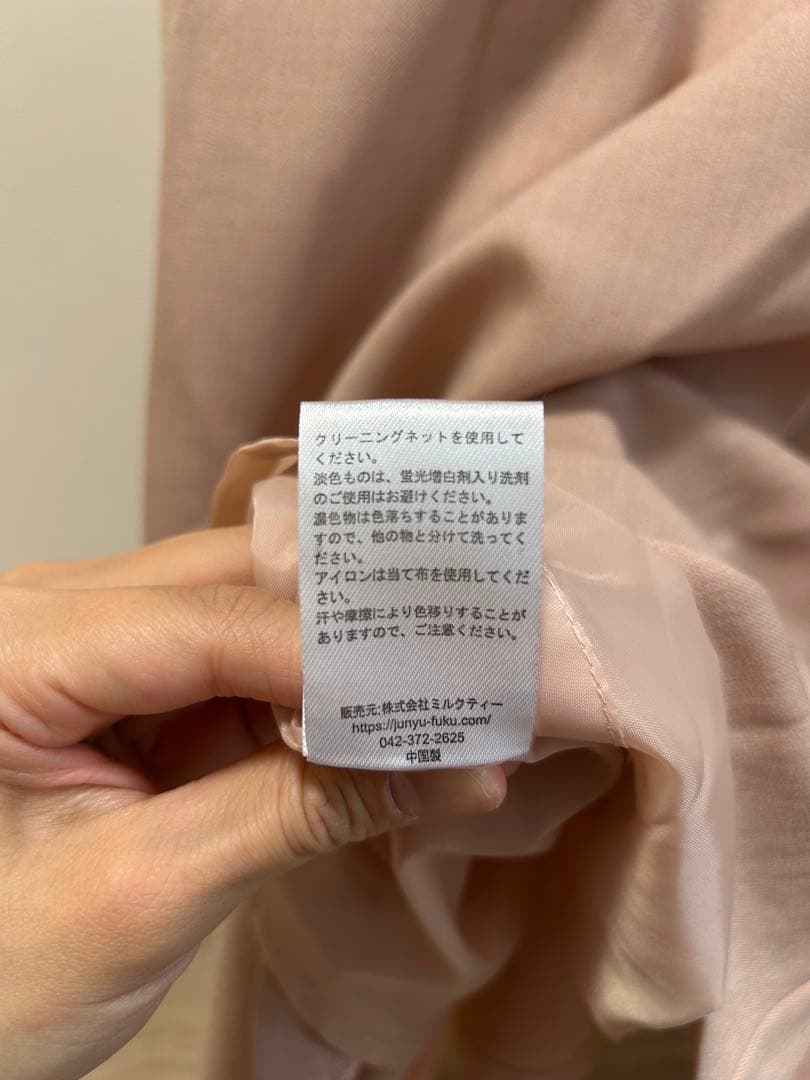 クリーニングネットを使用して
ください。
淡色ものは、蛍光増白剤入り洗剤
のご使用はお避けください。
濃色物は色落ちすることがありま
すので、他の物と分けて洗ってく
ださい。
アイロンは当て布を使用してくだ
さい。
汗や摩擦により色移りすることが
ありますので、ご注意ください。
販売元:株式会社ミルクティー
https://junyu-fuku.com/
042-372-2625
中国製